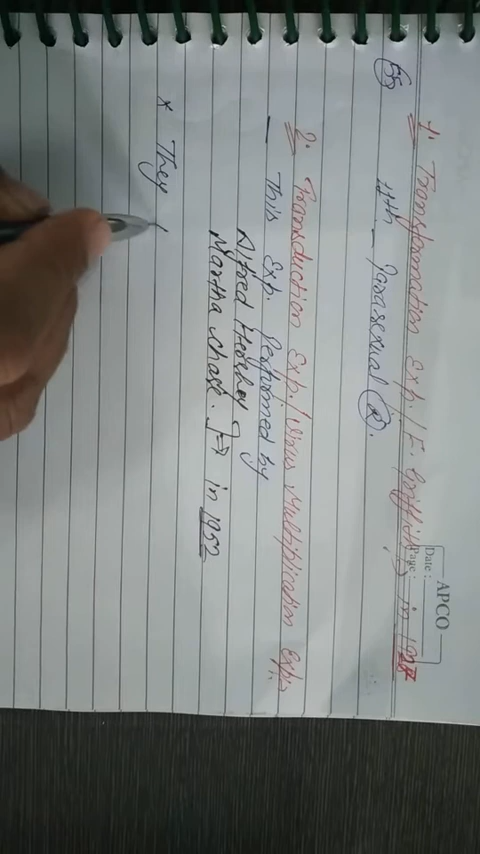 APCO
Date :
Page :
1. Transformation Exp. / F. Griffith in 1928
55 11th _ Parasexual (R).
2. Transduction Exp. / Virus Multiplication Exp.
– This Exp. Performed by
Alfred Hershey
Martha chase. ]→ in 1952
* They